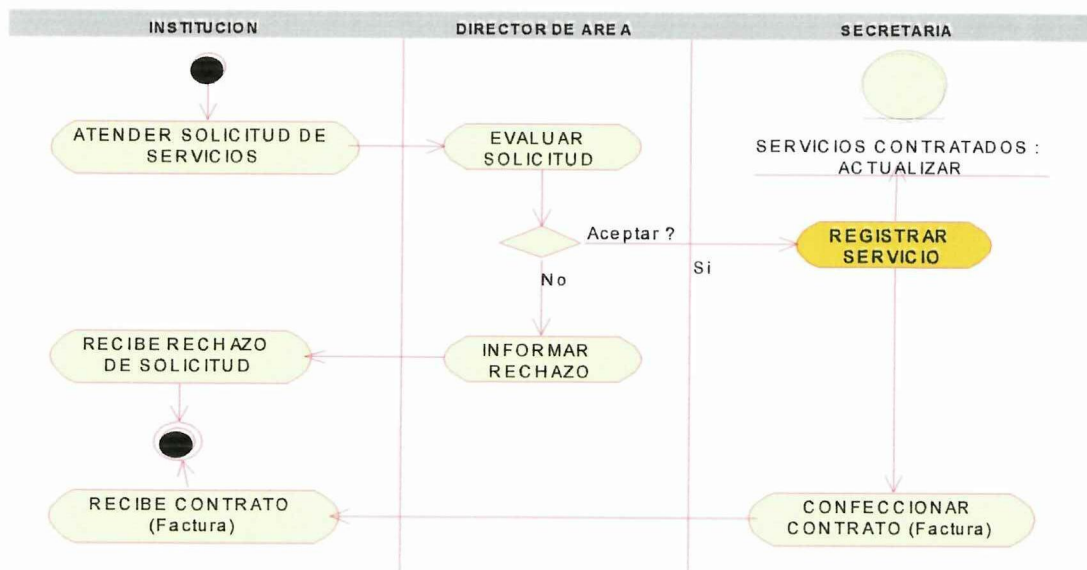 INSTITUCION
DIRECTOR DE AREA
SECRETARIA
ATENDER SOLICITUD DE
SERVICIOS
EVALUAR
SOLICITUD
SERVICIOS CONTRATADOS :
ACTUALIZAR
Aceptar ?
Si
No
REGISTRAR
SERVICIO
RECIBE RECHAZO
DE SOLICITUD
INFORMAR
RECHAZO
RECIBE CONTRATO
(Factura)
CONFECCIONAR
CONTRATO (Factura)